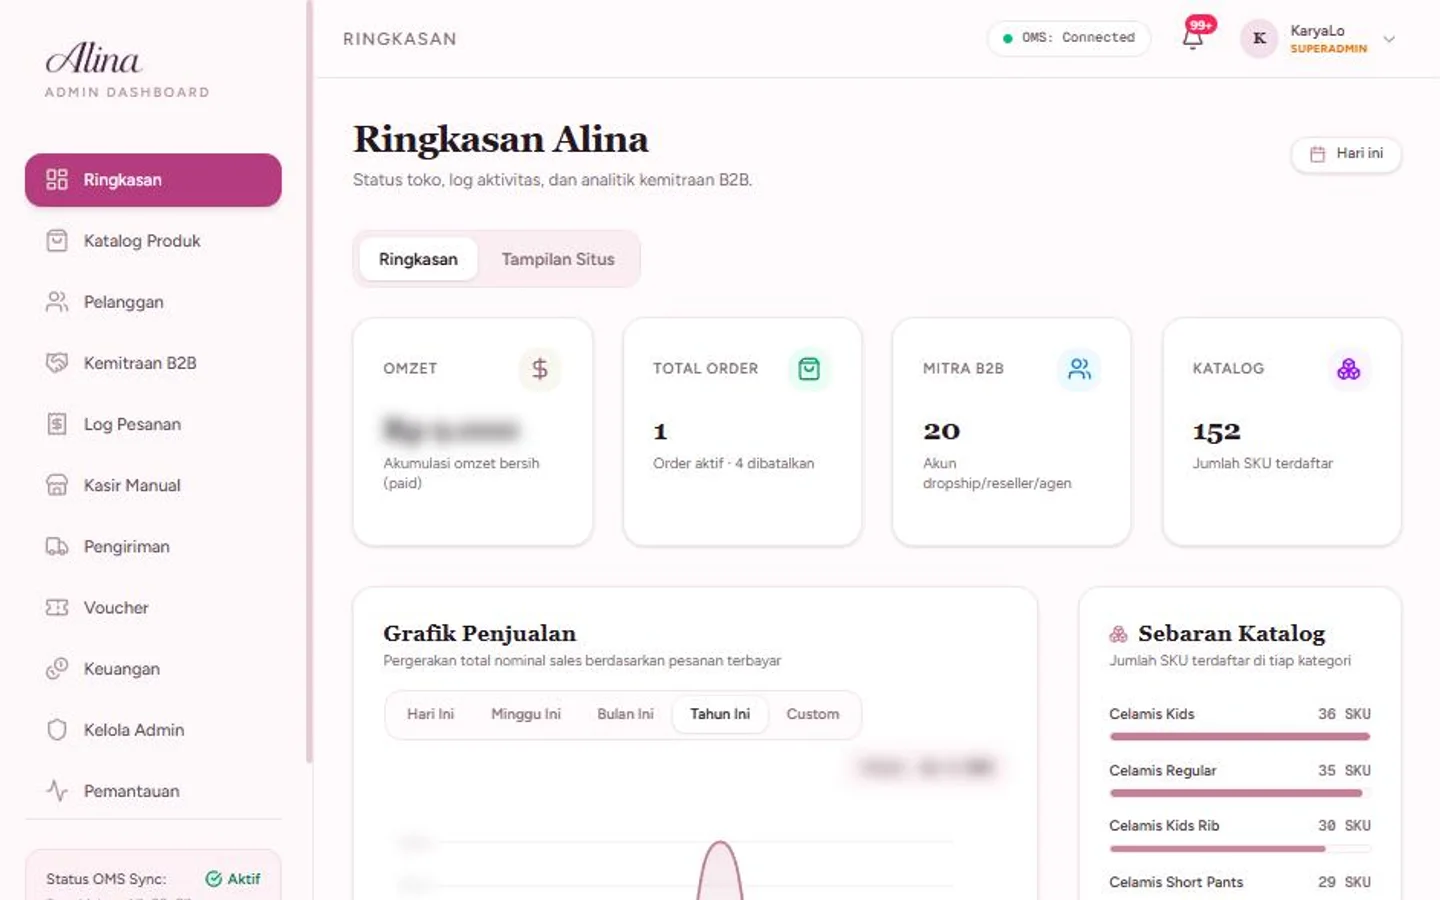 Alina
ADMIN DASHBOARD
Ringkasan
Katalog Produk
Pelanggan
Kemitraan B2B
Log Pesanan
Kasir Manual
Pengiriman
Voucher
Keuangan
Kelola Admin
Pemantauan
Status OMS Sync: Aktif
RINGKASAN
OMS: Connected
99+
K
KaryaLo
SUPERADMIN
Ringkasan Alina
Status toko, log aktivitas, dan analitik kemitraan B2B.
Hari ini
Ringkasan Tampilan Situs
OMZET
Akumulasi omzet bersih
(paid)
TOTAL ORDER
1
Order aktif · 4 dibatalkan
MITRA B2B
20
Akun
dropship/reseller/agen
KATALOG
152
Jumlah SKU terdaftar
Grafik Penjualan
Pergerakan total nominal sales berdasarkan pesanan terbayar
Hari Ini Minggu Ini Bulan Ini Tahun Ini Custom
Sebaran Katalog
Jumlah SKU terdaftar di tiap kategori
Celamis Kids 36 SKU
Celamis Regular 35 SKU
Celamis Kids Rib 30 SKU
Celamis Short Pants 29 SKU